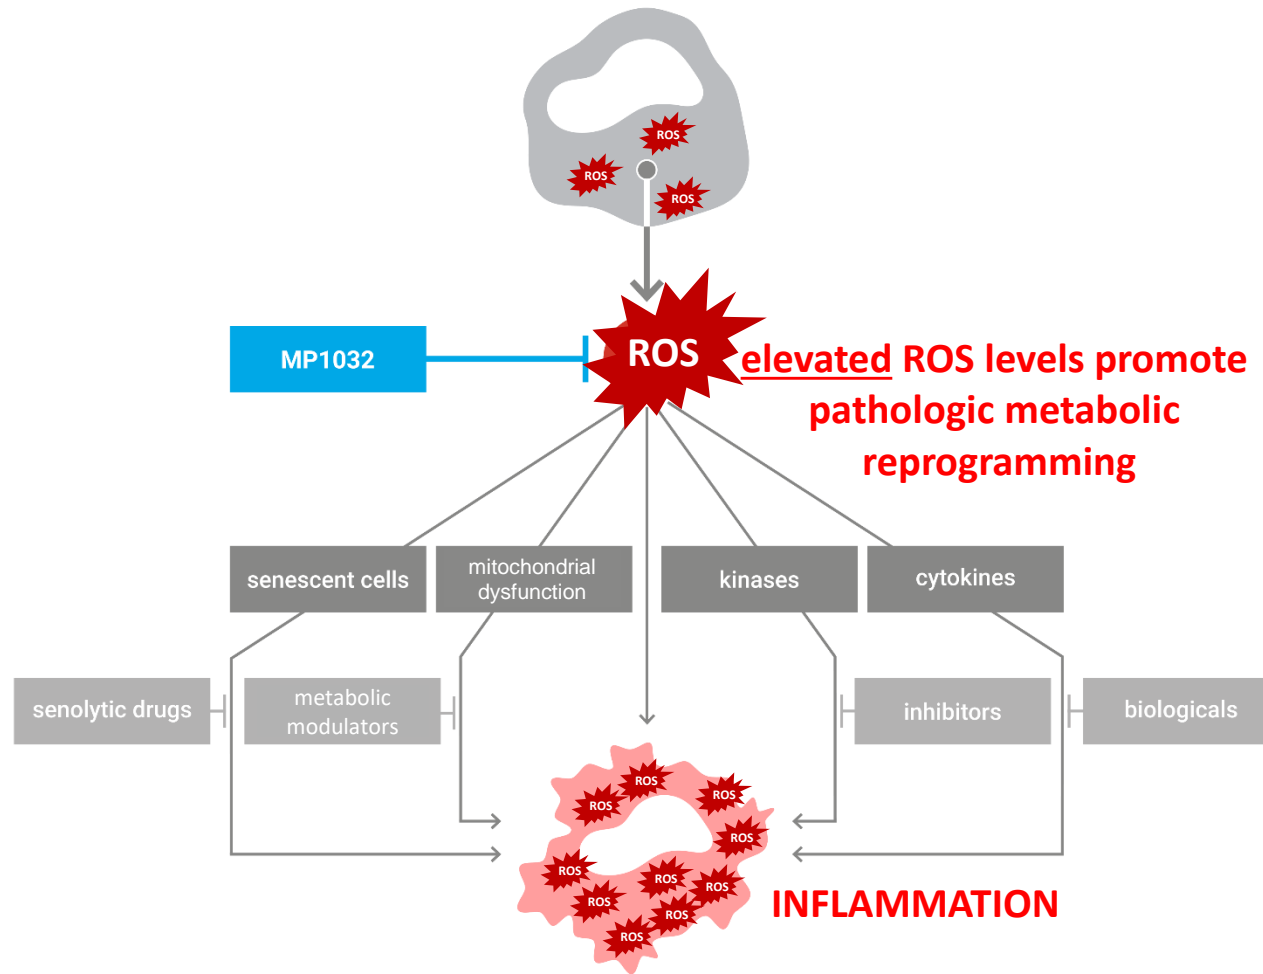 ROS
ROS
ROS
MP1032
ROS
elevated ROS levels promote
pathologic metabolic
reprogramming
senescent cells
mitochondrial
dysfunction
kinases
cytokines
senolytic drugs
metabolic
modulators
inhibitors
biologicals
ROS
ROS
ROS
ROS
ROS
ROS
ROS
ROS
ROS
ROS
INFLAMMATION